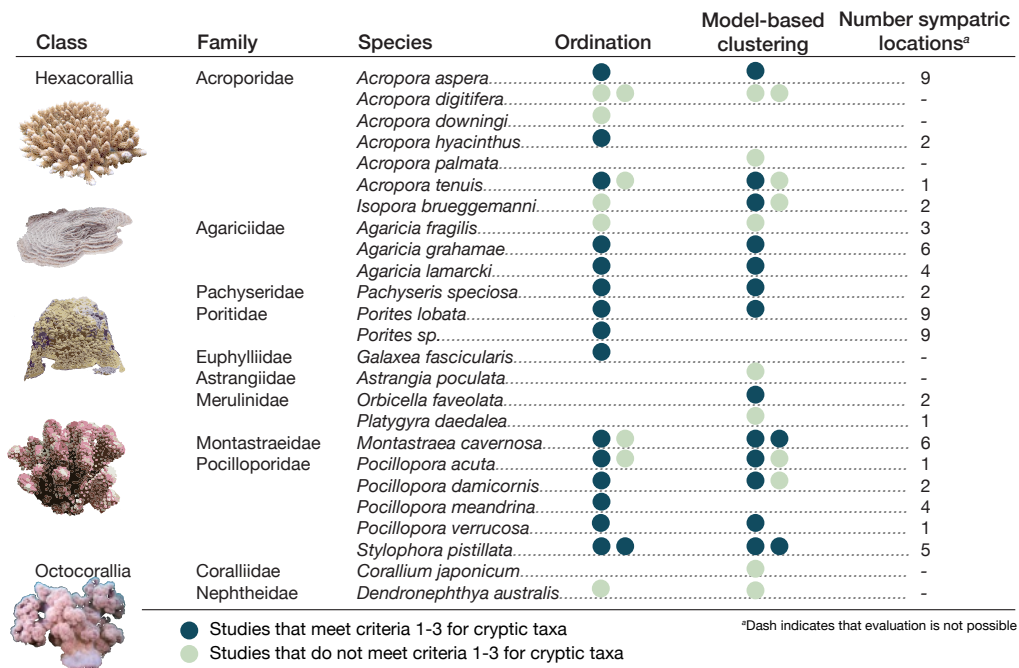 Class Family Species Ordination Model-based clustering Number sympatric locationsa
Hexacorallia Acroporidae Acropora aspera 9
Acropora digitifera -
Acropora downingi -
Acropora hyacinthus 2
Acropora palmata -
Acropora tenuis 1
Isopora brueggemanni 2
Agariciidae Agaricia fragilis 3
Agaricia grahamae 6
Agaricia lamarcki 4
Pachyseridae Pachyseris speciosa 2
Poritidae Porites lobata 9
Porites sp. 9
Euphylliidae Galaxea fascicularis -
Astrangiidae Astrangia poculata -
Merulinidae Orbicella faveolata 2
Platygyra daedalea 1
Montastraeidae Montastraea cavernosa 6
Pocilloporidae Pocillopora acuta 1
Pocillopora damicornis 2
Pocillopora meandrina 4
Pocillopora verrucosa 1
Stylophora pistillata 5
Octocorallia Coralliidae Corallium japonicum -
Nephtheidae Dendronephthya australis -
Studies that meet criteria 1-3 for cryptic taxa
Studies that do not meet criteria 1-3 for cryptic taxa
aDash indicates that evaluation is not possible